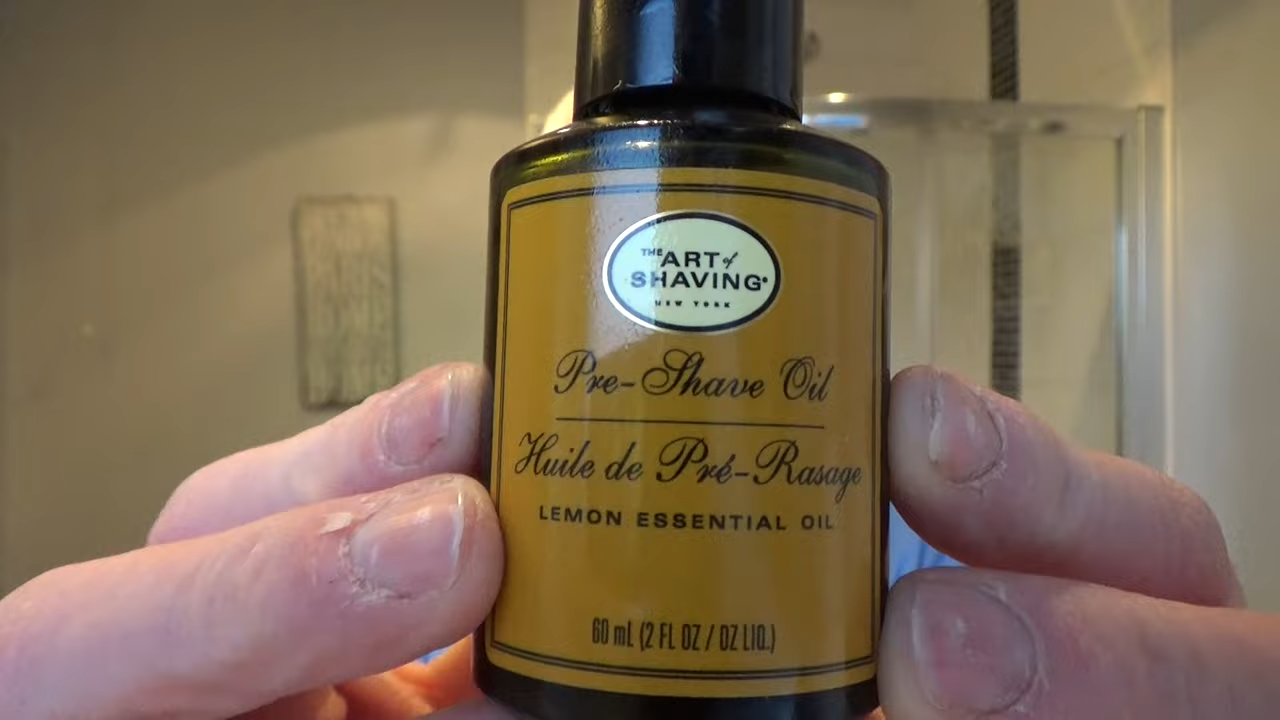 THE ART of
SHAVING
NEW YORK
Pre-Shave Oil
Huile de Pré-Rasage
LEMON ESSENTIAL OIL
60 mL (2 FL OZ / OZ LIQ.)